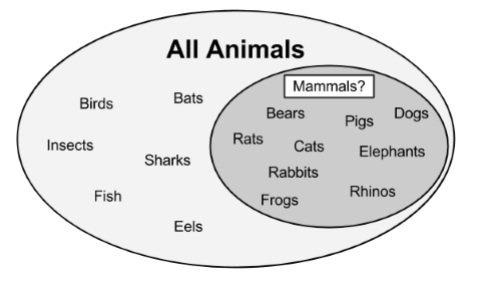 All Animals
Mammals?
Birds
Bats
Bears
Pigs
Dogs
Insects
Sharks
Rats
Cats
Elephants
Rabbits
Fish
Frogs
Rhinos
Eels